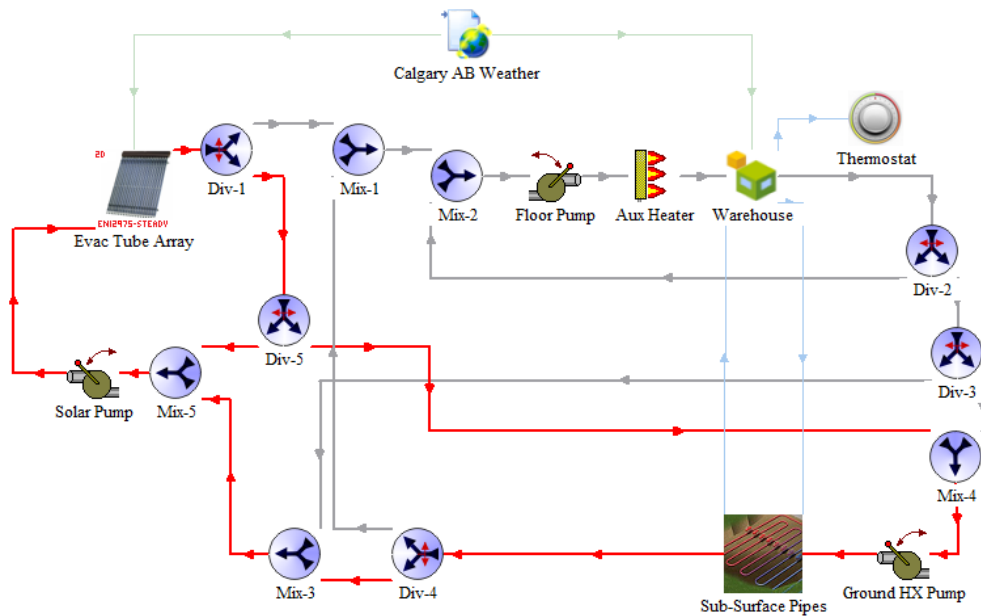 Calgary AB Weather
Thermostat
2D
Div-1
Mix-1
Mix-2
Floor Pump
Aux Heater
Warehouse
EN12975-STEADY
Evac Tube Array
Div-2
Div-5
Div-3
Solar Pump
Mix-5
Mix-4
Mix-3
Div-4
Sub-Surface Pipes
Ground HX Pump